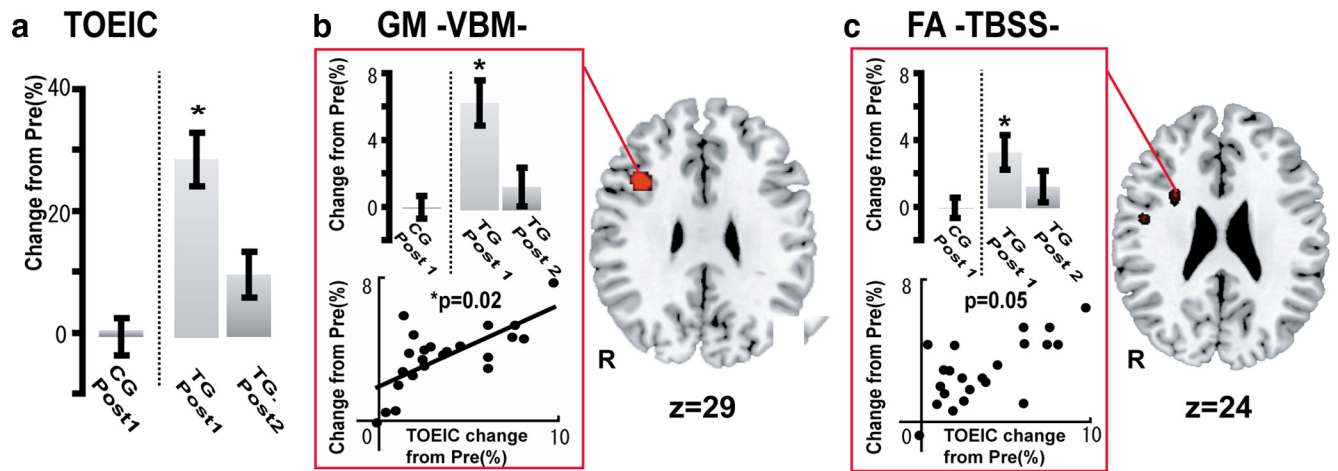 a TOEIC
Change from Pre(%)
40
20
0
*
CG
Post1
TG
Post1
TG.
Post2
b GM -VBM-
Change from Pre(%)
8
4
0
*
CG
Post 1
TG
Post 1
TG
Post 2
Change from Pre(%)
8
*p=0.02
0
TOEIC change
from Pre(%)
10
R
z=29
c FA -TBSS-
Change from Pre(%)
8
4
0
*
CG
Post 1
TG
Post 1
TG
Post 2
Change from Pre(%)
8
p=0.05
0
TOEIC change
from Pre(%)
10
R
z=24